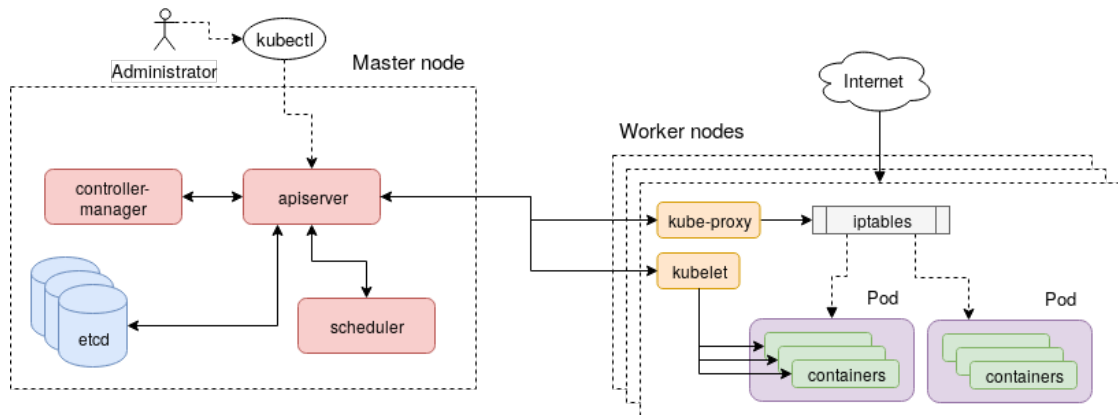 kubectl
Administrator
Master node
Internet
Worker nodes
controller-
manager
apiserver
kube-proxy
iptables
kubelet
etcd
scheduler
Pod
Pod
containers
containers